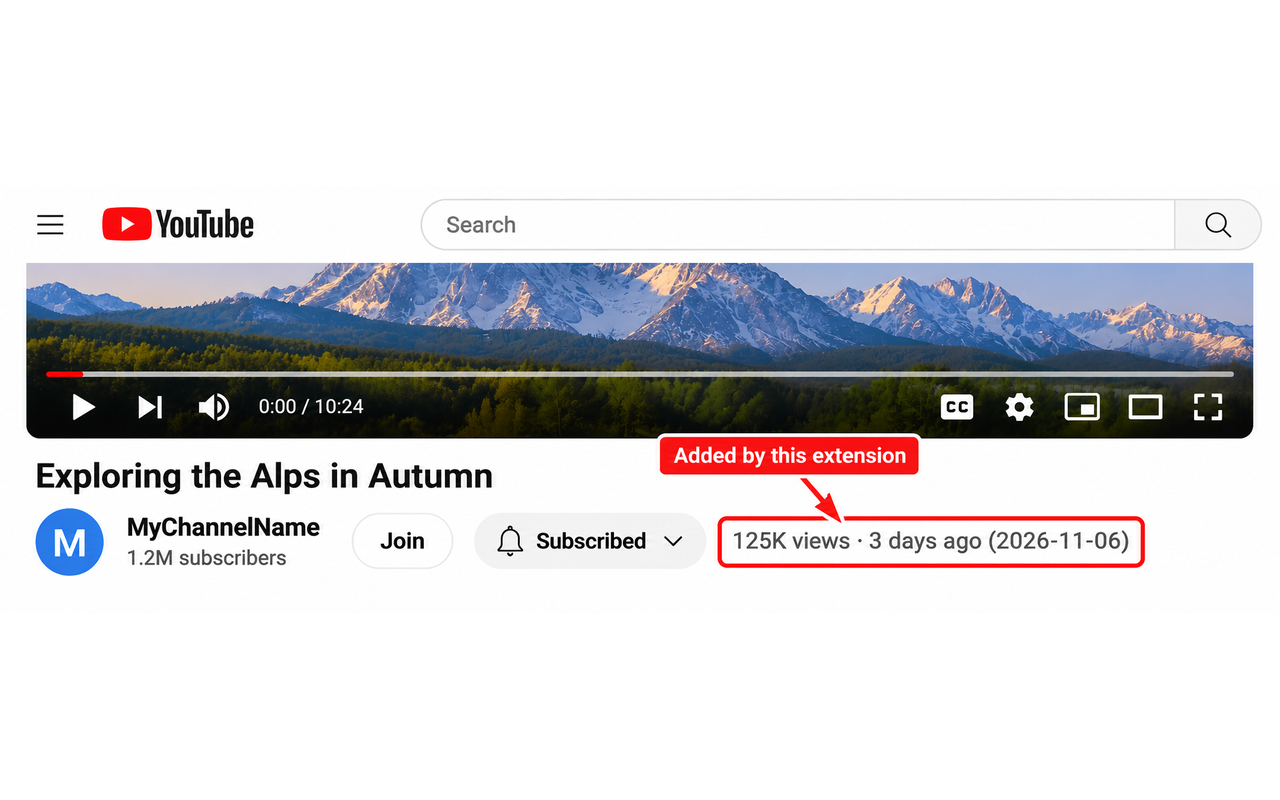 YouTube
Search
0:00 / 10:24
CC
Added by this extension
Exploring the Alps in Autumn
M
MyChannelName
1.2M subscribers
Join
Subscribed
125K views · 3 days ago (2026-11-06)